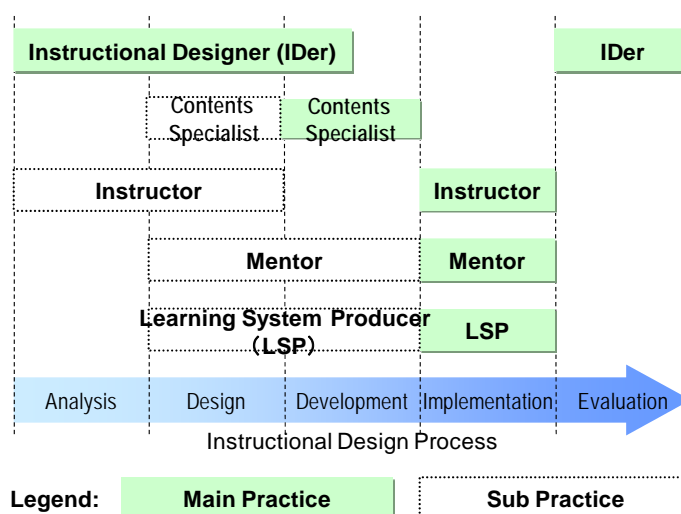 Instructional Designer (IDer)
IDer
Contents
Specialist
Contents
Specialist
Instructor
Instructor
Mentor
Mentor
Learning System Producer
（LSP）
LSP
Analysis
Design
Development
Implementation
Evaluation
Instructional Design Process
Legend:
Main Practice
Sub Practice